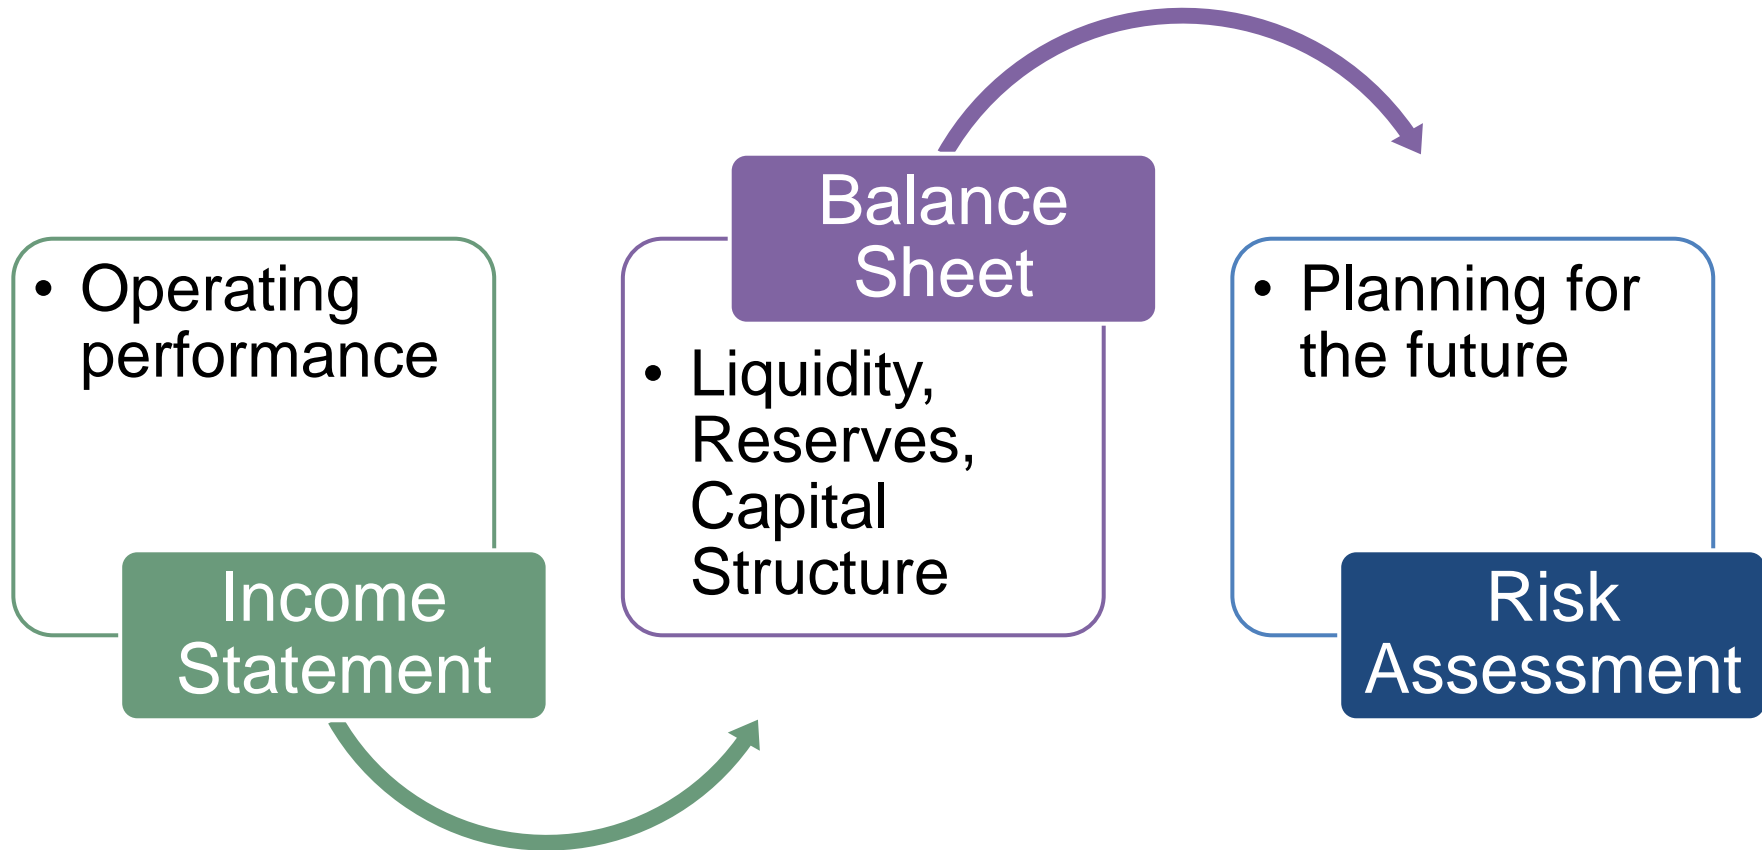 • Operating
performance
Income
Statement
Balance
Sheet
• Liquidity,
Reserves,
Capital
Structure
• Planning for
the future
Risk
Assessment